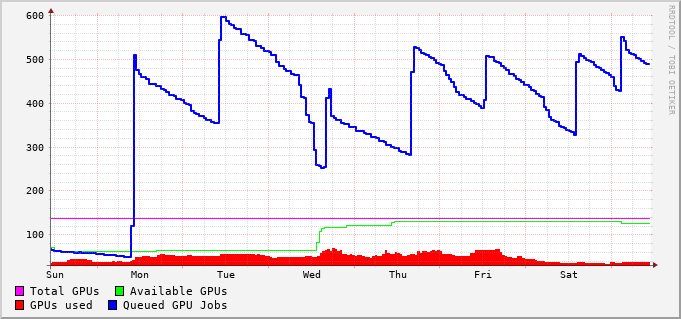 600
500
400
300
200
100
Sun Mon Tue Wed Thu Fri Sat
Total GPUs Available GPUs
GPUs used Queued GPU Jobs
RRDTOOL / TOBI OETIKER